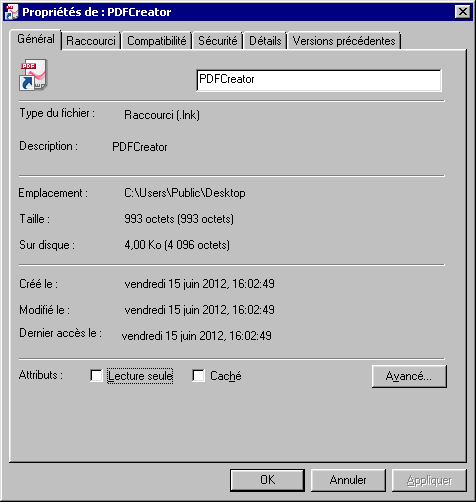 Propriétés de : PDFCreator
Général Raccourci Compatibilité Sécurité Détails Versions précédentes
PDF
PDFCreator
Type du fichier : Raccourci (.lnk)
Description : PDFCreator
Emplacement : C:\Users\Public\Desktop
Taille : 993 octets (993 octets)
Sur disque : 4,00 Ko (4 096 octets)
Créé le : vendredi 15 juin 2012, 16:02:49
Modifié le : vendredi 15 juin 2012, 16:02:49
Dernier accès le : vendredi 15 juin 2012, 16:02:49
Attributs : Lecture seule Caché Avancé...
OK Annuler Appliquer